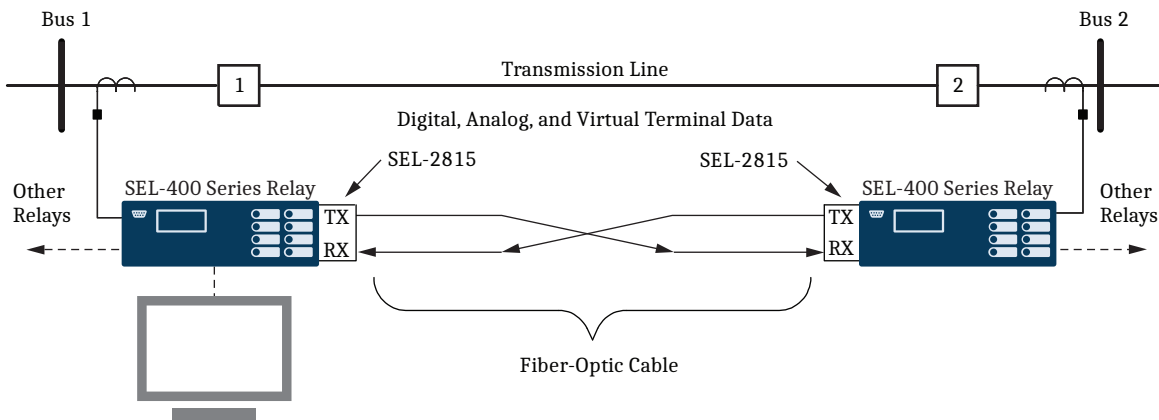 Bus 1
Bus 2
Transmission Line
1
2
Digital, Analog, and Virtual Terminal Data
SEL-2815
SEL-2815
SEL-400 Series Relay
SEL-400 Series Relay
Other
Relays
Other
Relays
TX
RX
TX
RX
Fiber-Optic Cable